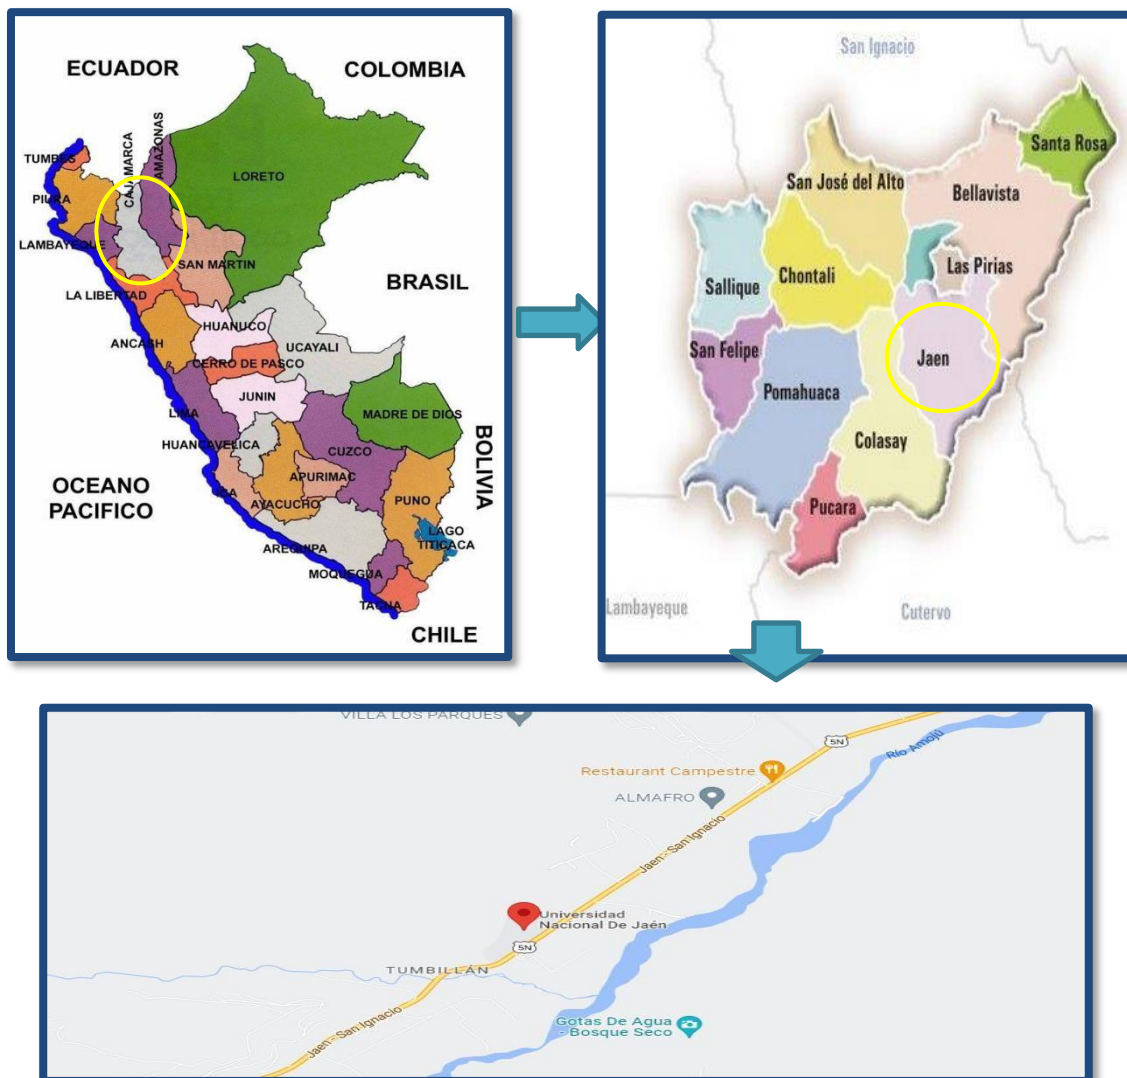 ECUADOR
COLOMBIA
TUMBES
CAJAMARCA
AMAZONAS
LORETO
PIURA
LAMBAYEQUE
SAN MARTIN
BRASIL
LA LIBERTAD
HUANUCO
ANCASH
UCAYALI
CERRO DE PASCO
JUNIN
LIMA
MADRE DE DIOS
HUANCAVELICA
CUZCO
BOLIVIA
OCEANO
PACIFICO
APURIMAC
ICA
AYACUCHO
PUNO
LAGO
TITICACA
AREQUIPA
MOQUEGUA
TACNA
CHILE
San Ignacio
Santa Rosa
San José del Alto
Bellavista
Las Pirias
Chontali
Sallique
San Felipe
Jaen
Pomahuaca
Colasay
Pucara
Lambayeque
Cutervo
VILLA LOS PARQUES
5N
Río Amojú
Restaurant Campestre
ALMAFRO
Jaen - San Ignacio
Universidad
Nacional De Jaén
5N
TUMBILLÁN
Gotas De Agua
- Bosque Seco
Jaen - San Ignacio